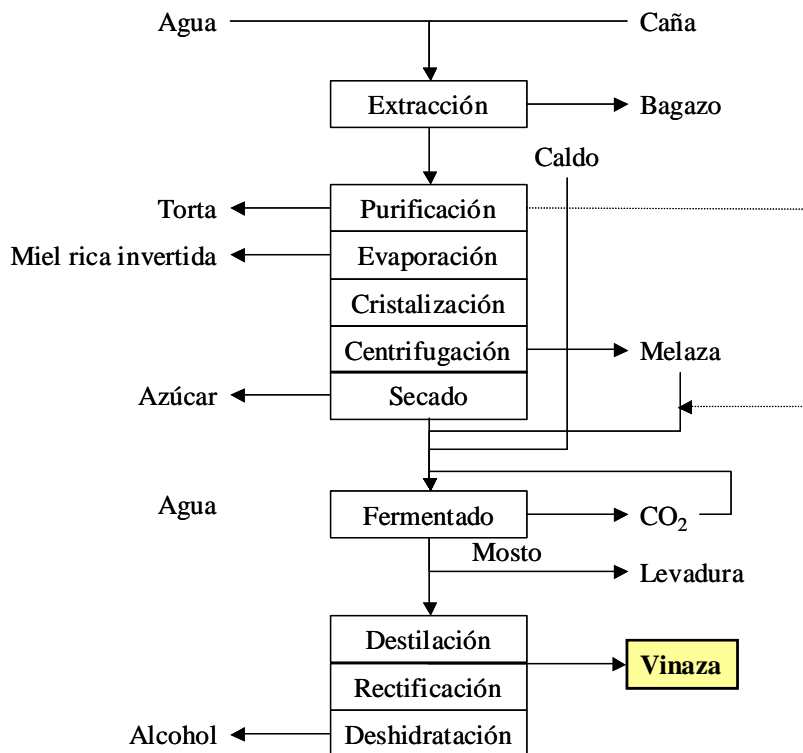 Agua
Caña
Extracción
Bagazo
Caldo
Torta
Purificación
Miel rica invertida
Evaporación
Cristalización
Centrifugación
Melaza
Azúcar
Secado
Agua
Fermentado
CO₂
Mosto
Levadura
Destilación
Vinaza
Rectificación
Alcohol
Deshidratación